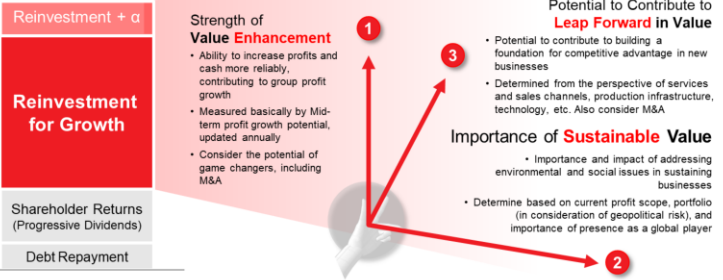 Reinvestment + α
Reinvestment
for Growth
Shareholder Returns
(Progressive Dividends)
Debt Repayment
Strength of
Value Enhancement
• Ability to increase profits and
cash more reliably,
contributing to group profit
growth
• Measured basically by Mid-
term profit growth potential,
updated annually
• Consider the potential of
game changers, including
M&A
1
3
Potential to Contribute to
Leap Forward in Value
• Potential to contribute to building a
foundation for competitive advantage in new
businesses
• Determined from the perspective of services
and sales channels, production infrastructure,
technology, etc. Also consider M&A
Importance of Sustainable Value
• Importance and impact of addressing
environmental and social issues in sustaining
businesses
• Determine based on current profit scope, portfolio
(in consideration of geopolitical risk), and
importance of presence as a global player
2